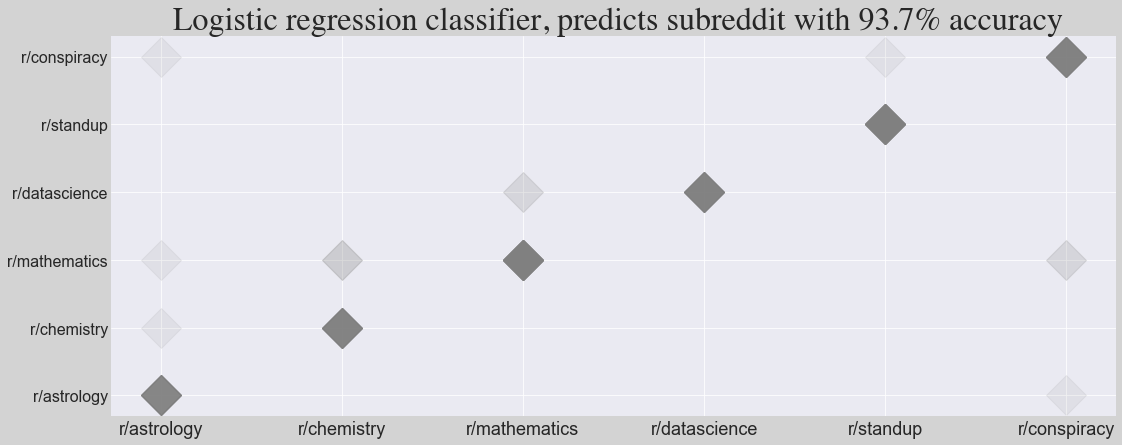 Logistic regression classifier, predicts subreddit with 93.7% accuracy
r/conspiracy
r/standup
r/datascience
r/mathematics
r/chemistry
r/astrology
r/astrology r/chemistry r/mathematics r/datascience r/standup r/conspiracy